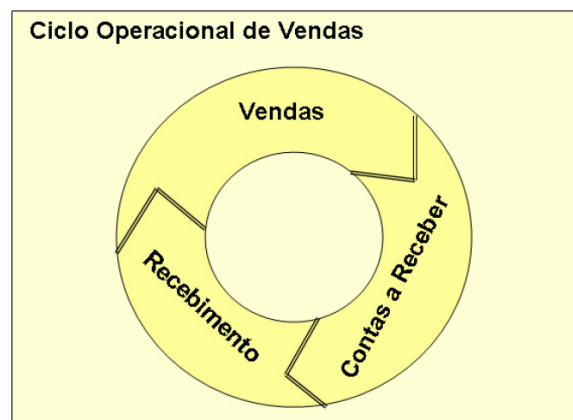 Ciclo Operacional de Vendas
Vendas
Contas a Receber
Recebimento